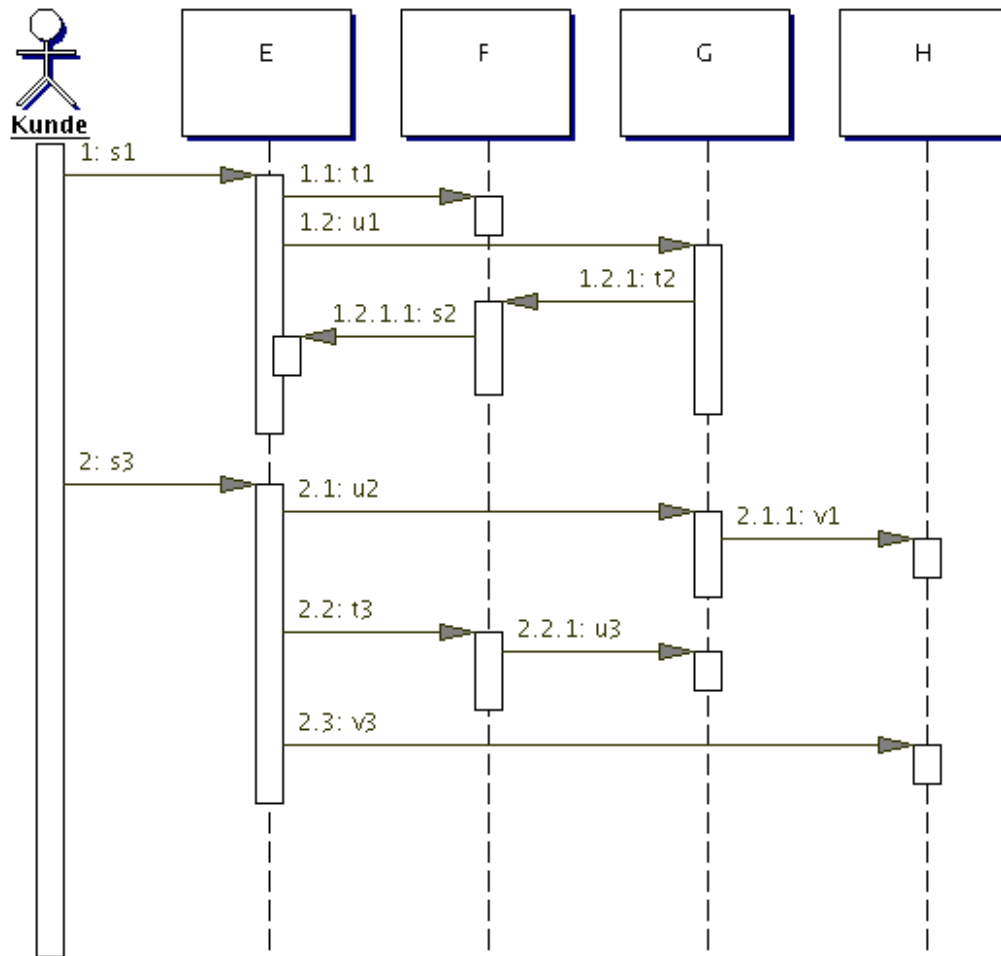 E
F
G
H
Kunde
1: s1
1.1: t1
1.2: u1
1.2.1: t2
1.2.1.1: s2
2: s3
2.1: u2
2.1.1: v1
2.2: t3
2.2.1: u3
2.3: v3